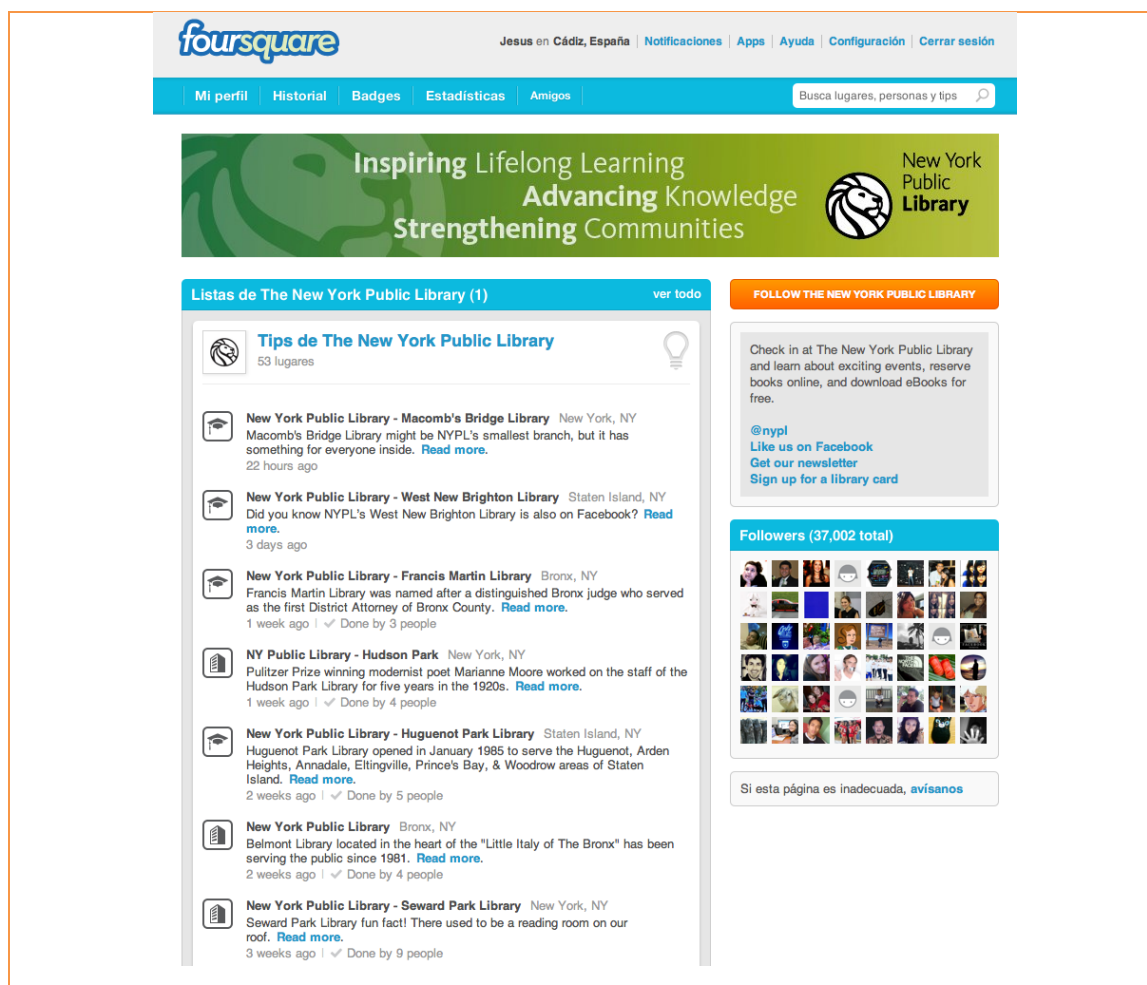 foursquare
Jesus en Cádiz, España | Notificaciones | Apps | Ayuda | Configuración | Cerrar sesión
Mi perfil Historial Badges Estadísticas Amigos
Busca lugares, personas y tips
Inspiring Lifelong Learning
Advancing Knowledge
Strengthening Communities
New York
Public
Library
Listas de The New York Public Library (1) ver todo
Tips de The New York Public Library
53 lugares
New York Public Library - Macomb's Bridge Library New York, NY
Macomb's Bridge Library might be NYPL's smallest branch, but it has
something for everyone inside. Read more.
22 hours ago
New York Public Library - West New Brighton Library Staten Island, NY
Did you know NYPL's West New Brighton Library is also on Facebook? Read
more.
3 days ago
New York Public Library - Francis Martin Library Bronx, NY
Francis Martin Library was named after a distinguished Bronx judge who served
as the first District Attorney of Bronx County. Read more.
1 week ago | ✓ Done by 3 people
NY Public Library - Hudson Park New York, NY
Pulitzer Prize winning modernist poet Marianne Moore worked on the staff of the
Hudson Park Library for five years in the 1920s. Read more.
1 week ago | ✓ Done by 4 people
New York Public Library - Huguenot Park Library Staten Island, NY
Huguenot Park Library opened in January 1985 to serve the Huguenot, Arden
Heights, Annadale, Eltingville, Prince's Bay, & Woodrow areas of Staten
Island. Read more.
2 weeks ago | ✓ Done by 5 people
New York Public Library Bronx, NY
Belmont Library located in the heart of the "Little Italy of The Bronx" has been
serving the public since 1981. Read more.
2 weeks ago | ✓ Done by 4 people
New York Public Library - Seward Park Library New York, NY
Seward Park Library fun fact! There used to be a reading room on our
roof. Read more.
3 weeks ago | ✓ Done by 9 people
FOLLOW THE NEW YORK PUBLIC LIBRARY
Check in at The New York Public Library
and learn about exciting events, reserve
books online, and download eBooks for
free.
@nypl
Like us on Facebook
Get our newsletter
Sign up for a library card
Followers (37,002 total)
Si esta página es inadecuada, avísanos